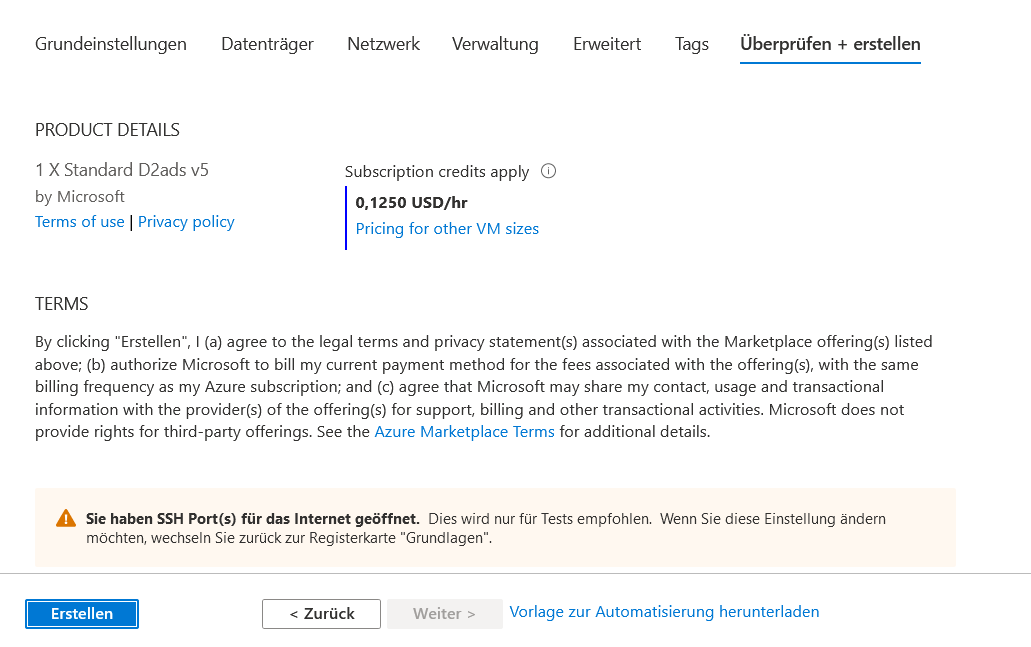 Grundeinstellungen Datenträger Netzwerk Verwaltung Erweitert Tags Überprüfen + erstellen
PRODUCT DETAILS
1 X Standard D2ads v5
by Microsoft
Terms of use | Privacy policy
Subscription credits apply
0,1250 USD/hr
Pricing for other VM sizes
TERMS
By clicking "Erstellen", I (a) agree to the legal terms and privacy statement(s) associated with the Marketplace offering(s) listed
above; (b) authorize Microsoft to bill my current payment method for the fees associated with the offering(s), with the same
billing frequency as my Azure subscription; and (c) agree that Microsoft may share my contact, usage and transactional
information with the provider(s) of the offering(s) for support, billing and other transactional activities. Microsoft does not
provide rights for third-party offerings. See the Azure Marketplace Terms for additional details.
Sie haben SSH Port(s) für das Internet geöffnet. Dies wird nur für Tests empfohlen. Wenn Sie diese Einstellung ändern
möchten, wechseln Sie zurück zur Registerkarte "Grundlagen".
Erstellen < Zurück Weiter > Vorlage zur Automatisierung herunterladen